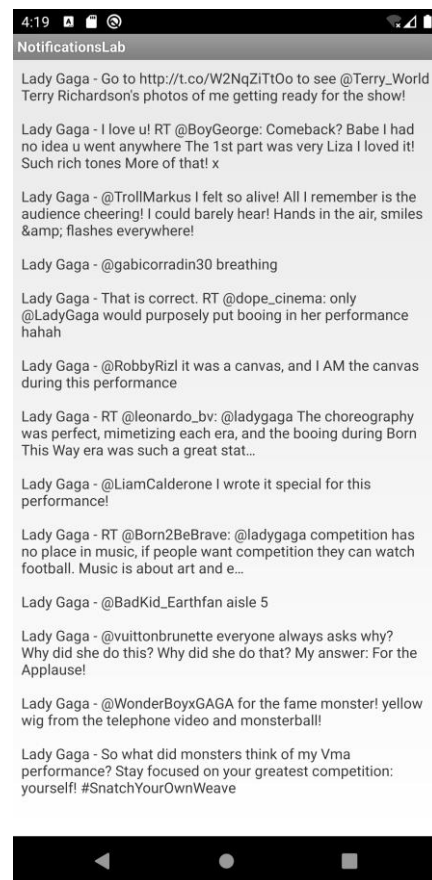 4:19
NotificationsLab
Lady Gaga - Go to http://t.co/W2NqZiTtOo to see @Terry_World
Terry Richardson's photos of me getting ready for the show!
Lady Gaga - I love u! RT @BoyGeorge: Comeback? Babe I had
no idea u went anywhere The 1st part was very Liza I loved it!
Such rich tones More of that! x
Lady Gaga - @TrollMarkus I felt so alive! All I remember is the
audience cheering! I could barely hear! Hands in the air, smiles
&amp; flashes everywhere!
Lady Gaga - @gabicorradin30 breathing
Lady Gaga - That is correct. RT @dope_cinema: only
@LadyGaga would purposely put booing in her performance
hahah
Lady Gaga - @RobbyRizl it was a canvas, and I AM the canvas
during this performance
Lady Gaga - RT @leonardo_bv: @ladygaga The choreography
was perfect, mimetizing each era, and the booing during Born
This Way era was such a great stat…
Lady Gaga - @LiamCalderone I wrote it special for this
performance!
Lady Gaga - RT @Born2BeBrave: @ladygaga competition has
no place in music, if people want competition they can watch
football. Music is about art and e…
Lady Gaga - @BadKid_Earthfan aisle 5
Lady Gaga - @vuittonbrunette everyone always asks why?
Why did she do this? Why did she do that? My answer: For the
Applause!
Lady Gaga - @WonderBoyxGAGA for the fame monster! yellow
wig from the telephone video and monsterball!
Lady Gaga - So what did monsters think of my Vma
performance? Stay focused on your greatest competition:
yourself! #SnatchYourOwnWeave